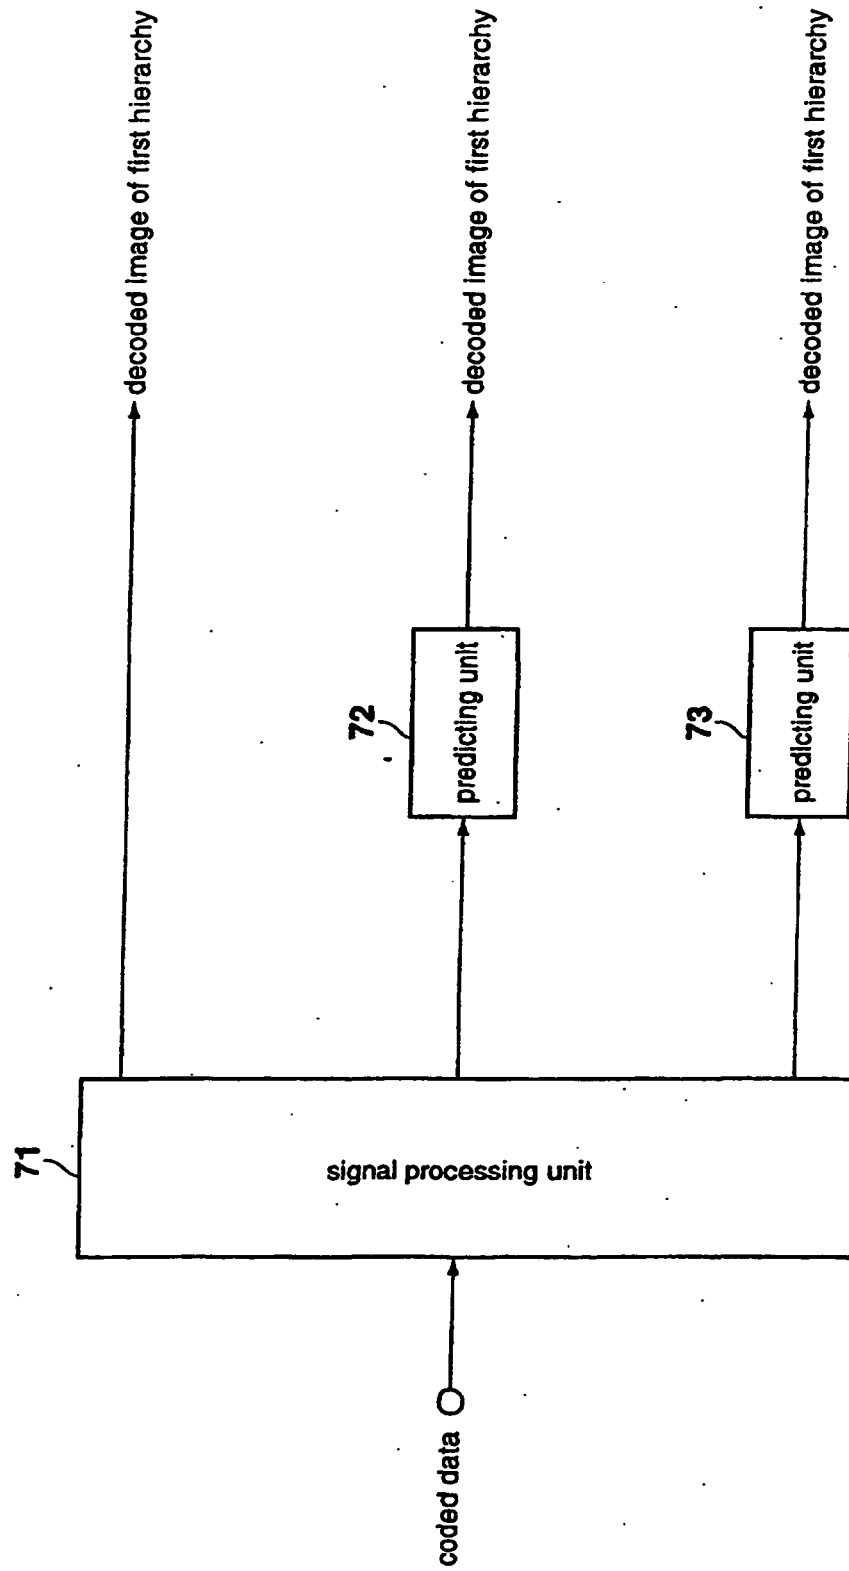 71
signal processing unit
coded data
72
predicting unit
73
predicting unit
decoded image of first hierarchy
decoded image of first hierarchy
decoded image of first hierarchy